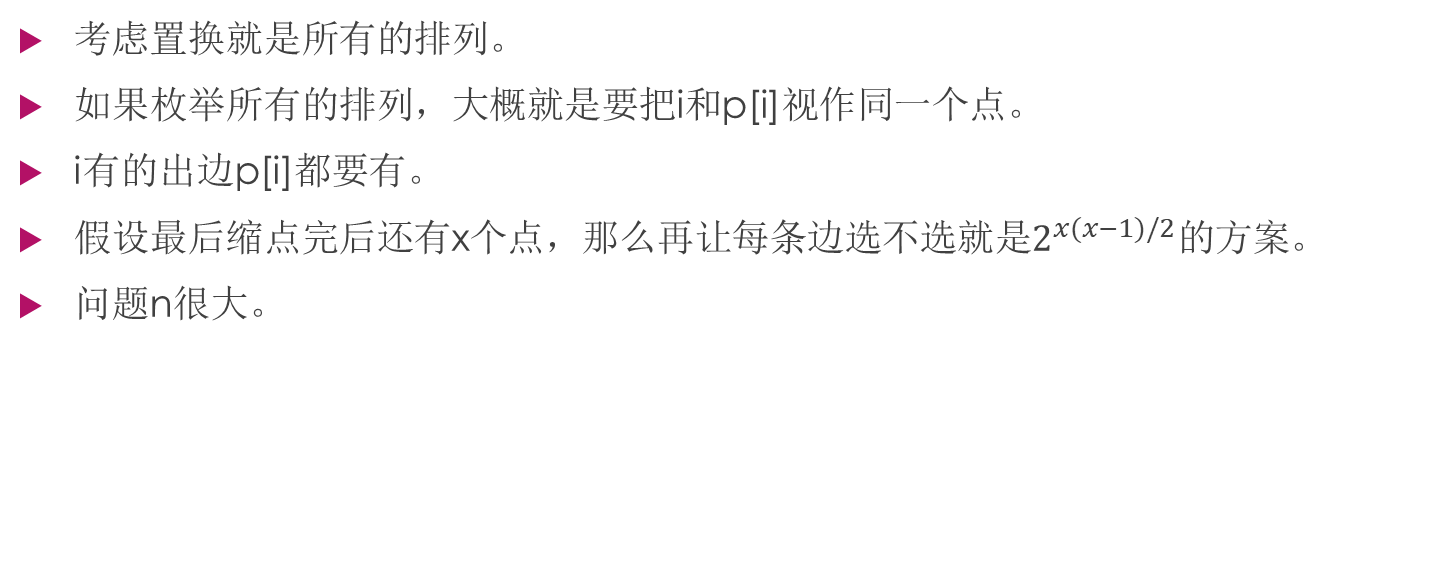 考虑置换就是所有的排列。
如果枚举所有的排列，大概就是要把i和p[i]视作同一个点。
i有的出边p[i]都要有。
假设最后缩点完后还有x个点，那么再让每条边选不选就是2^{x(x−1)/2}的方案。
问题n很大。